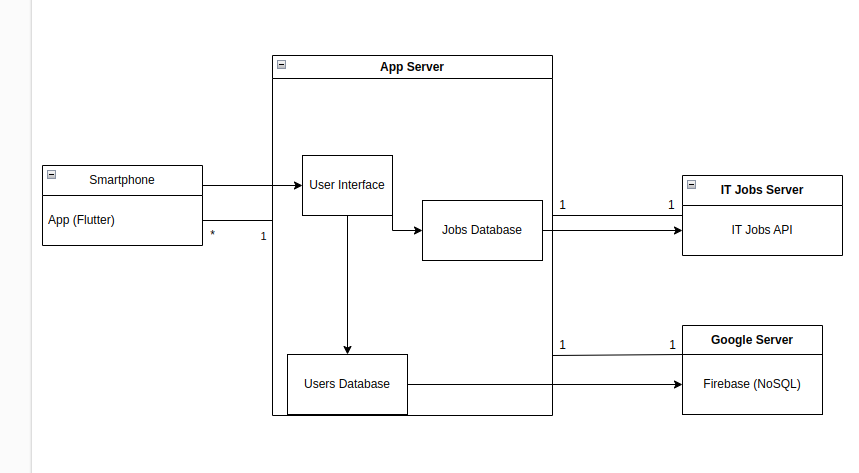 App Server
Smartphone
User Interface
IT Jobs Server
App (Flutter)
1
1
Jobs Database
IT Jobs API
*
1
1
1
Google Server
Users Database
Firebase (NoSQL)